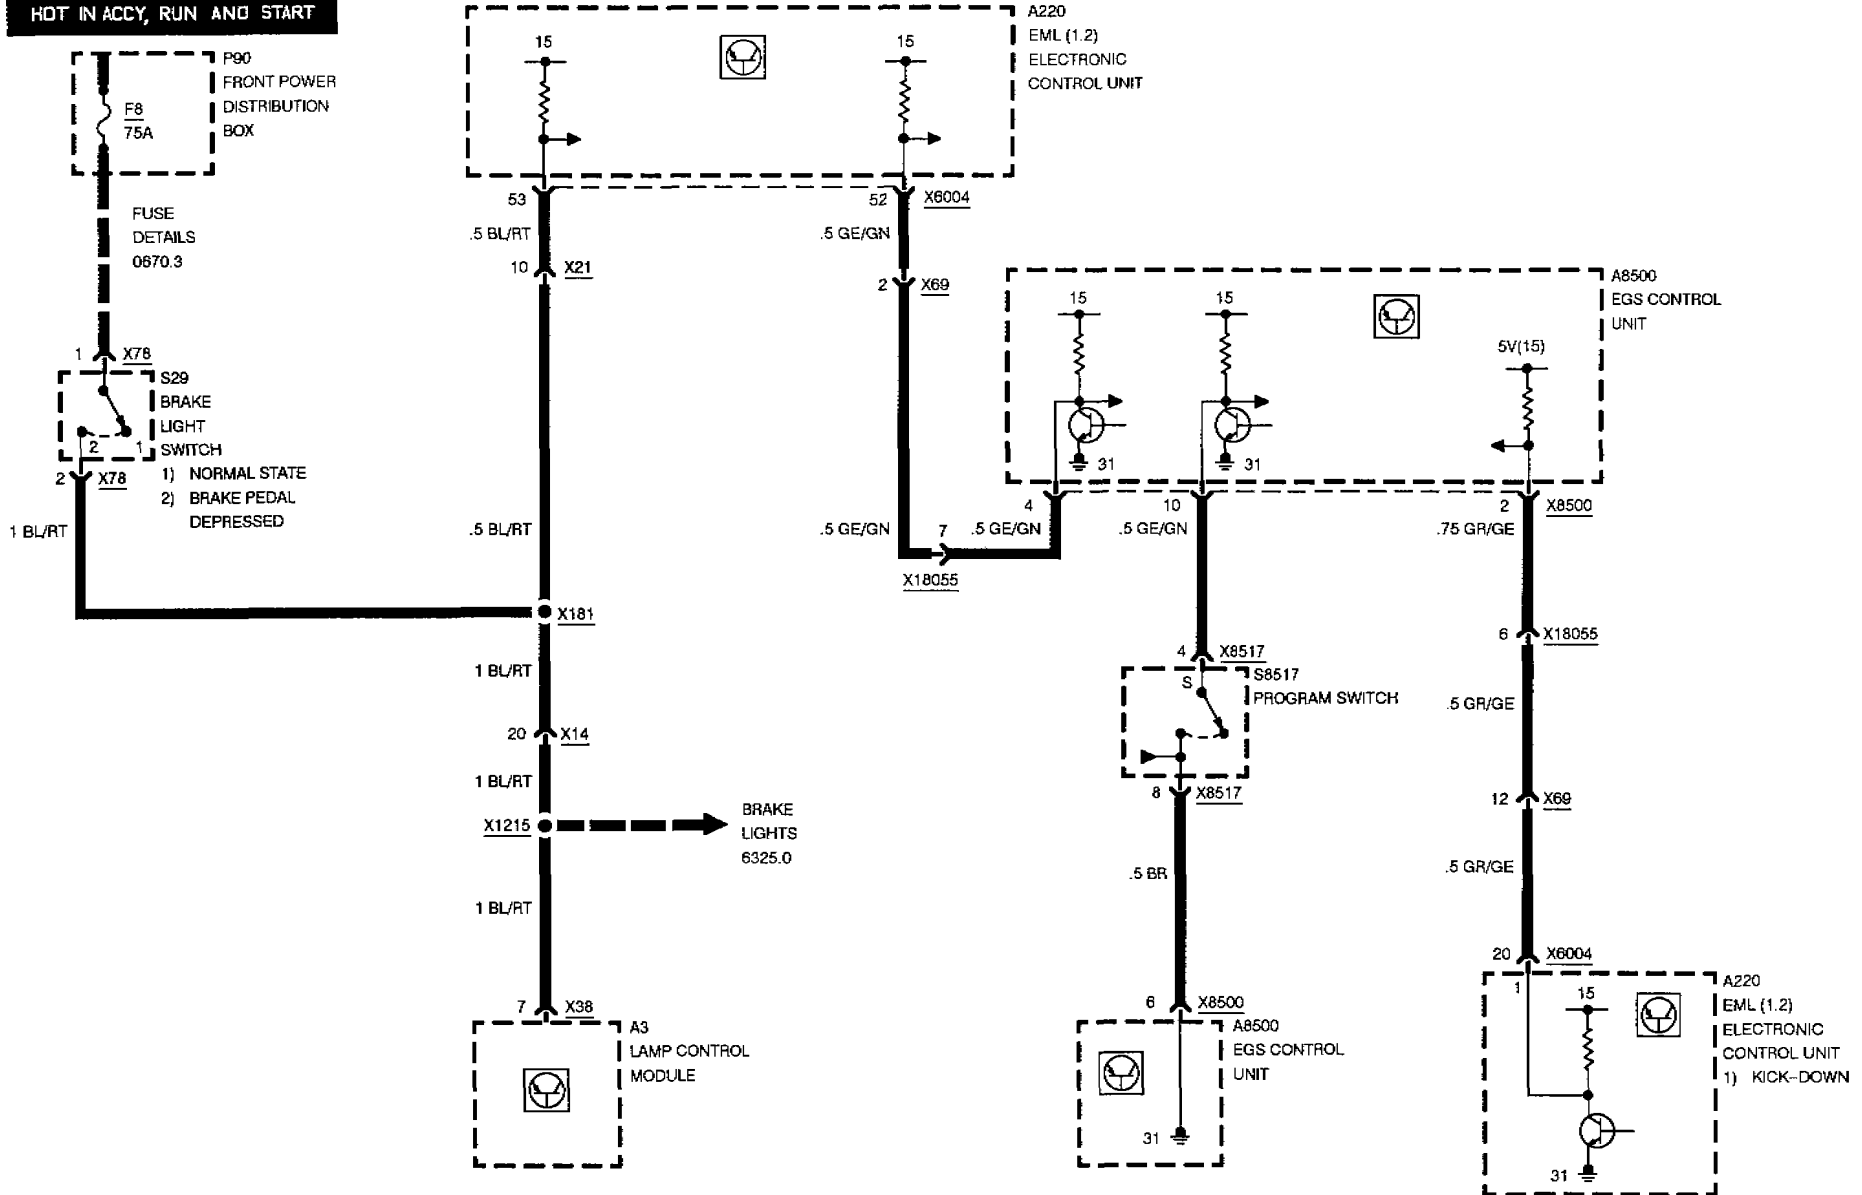 HOT IN ACCY, RUN AND START
P90
FRONT POWER
DISTRIBUTION
BOX
F8
75A
FUSE
DETAILS
0670.3
1 X78
S29
BRAKE
LIGHT
SWITCH
2 1
1) NORMAL STATE
2) BRAKE PEDAL
DEPRESSED
2 X78
1 BL/RT
A220
EML (1.2)
ELECTRONIC
CONTROL UNIT
15
15
53
52 X6004
.5 BL/RT
.5 GE/GN
10 X21
2 X69
.5 BL/RT
.5 GE/GN
7
X18055
.5 GE/GN
X181
1 BL/RT
20 X14
1 BL/RT
X1215
BRAKE
LIGHTS
6325.0
1 BL/RT
7 X38
A3
LAMP CONTROL
MODULE
A8500
EGS CONTROL
UNIT
15
15
5V(15)
31
31
4
10
2 X8500
.5 GE/GN
.75 GR/GE
4 X8517
S
S8517
PROGRAM SWITCH
8 X8517
.5 BR
6 X8500
A8500
EGS CONTROL
UNIT
31
6 X18055
.5 GR/GE
12 X69
.5 GR/GE
20 X6004
1
15
A220
EML (1.2)
ELECTRONIC
CONTROL UNIT
1) KICK-DOWN
31